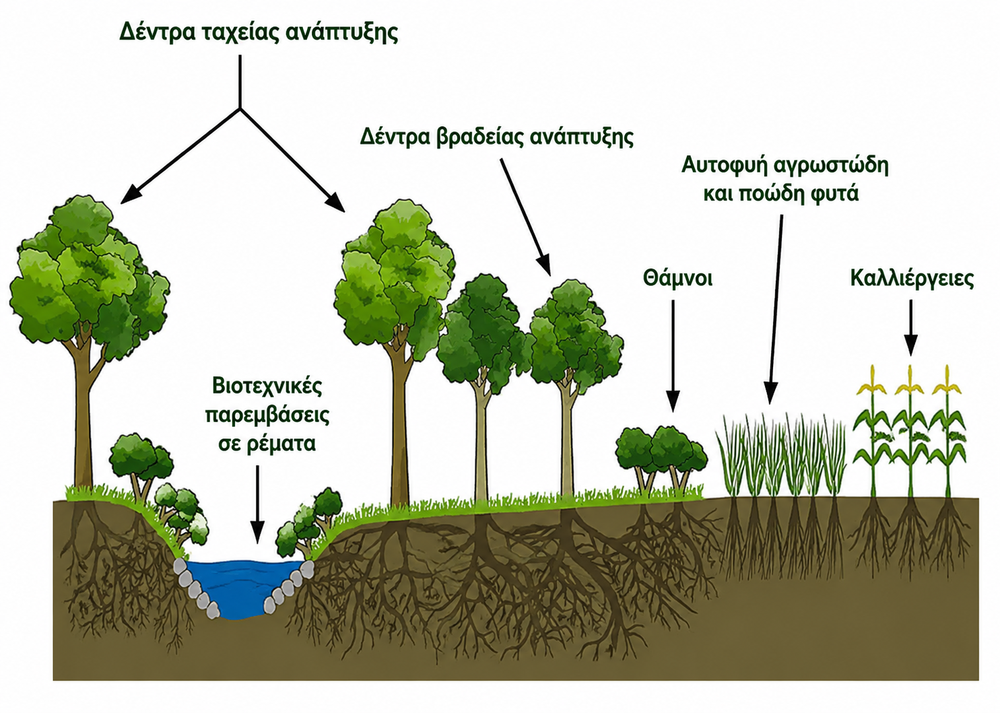 Δέντρα ταχείας ανάπτυξης
Δέντρα βραδείας ανάπτυξης
Αυτοφυή αγρωστώδη
και ποώδη φυτά
Θάμνοι
Καλλιέργειες
Βιοτεχνικές
παρεμβάσεις
σε ρέματα